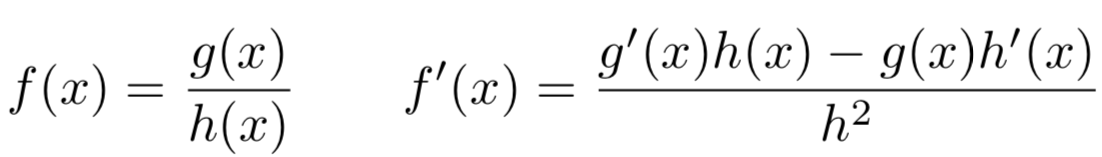 f(x) = g(x)/h(x)    f′(x) = (g′(x)h(x) − g(x)h′(x))/h²